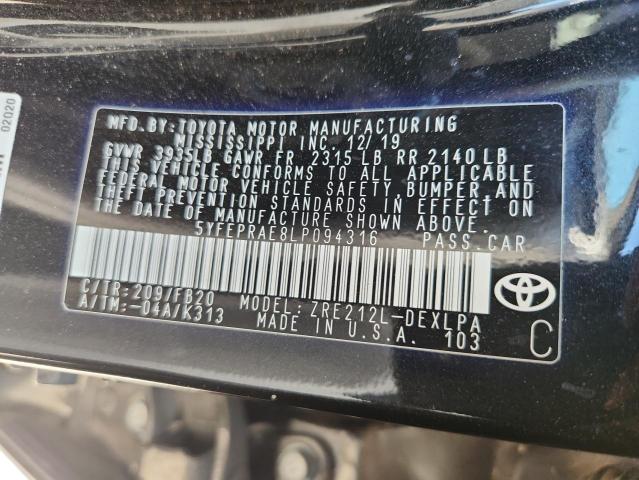 02020
MFD.BY:TOYOTA MOTOR MANUFACTURING
MISSISSIPPI INC. 12/19
GVWR 3935LB GAWR FR 2315 LB RR 2140 LB
THIS VEHICLE CONFORMS TO ALL APPLICABLE
FEDERAL MOTOR VEHICLE SAFETY, BUMPER, AND
THEFT PREVENTION STANDARDS IN EFFECT ON
THE DATE OF MANUFACTURE SHOWN ABOVE.
5YFEPRAE8LP094316 PASS.CAR
C/TR:209/FB20 MODEL: ZRE212L-DEXLPA
A/TM:-04A/K313 MADE IN U.S.A. 103
C